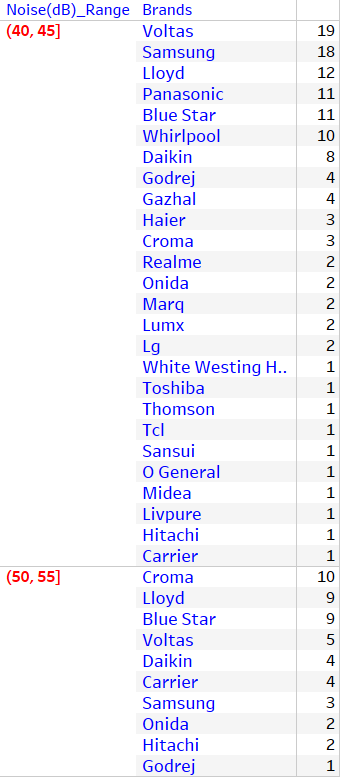 Noise(dB)_Range Brands
(40, 45] Voltas 19
Samsung 18
Lloyd 12
Panasonic 11
Blue Star 11
Whirlpool 10
Daikin 8
Godrej 4
Gazhal 4
Haier 3
Croma 3
Realme 2
Onida 2
Marq 2
Lumx 2
Lg 2
White Westing H.. 1
Toshiba 1
Thomson 1
Tcl 1
Sansui 1
O General 1
Midea 1
Livpure 1
Hitachi 1
Carrier 1
(50, 55] Croma 10
Lloyd 9
Blue Star 9
Voltas 5
Daikin 4
Carrier 4
Samsung 3
Onida 2
Hitachi 2
Godrej 1